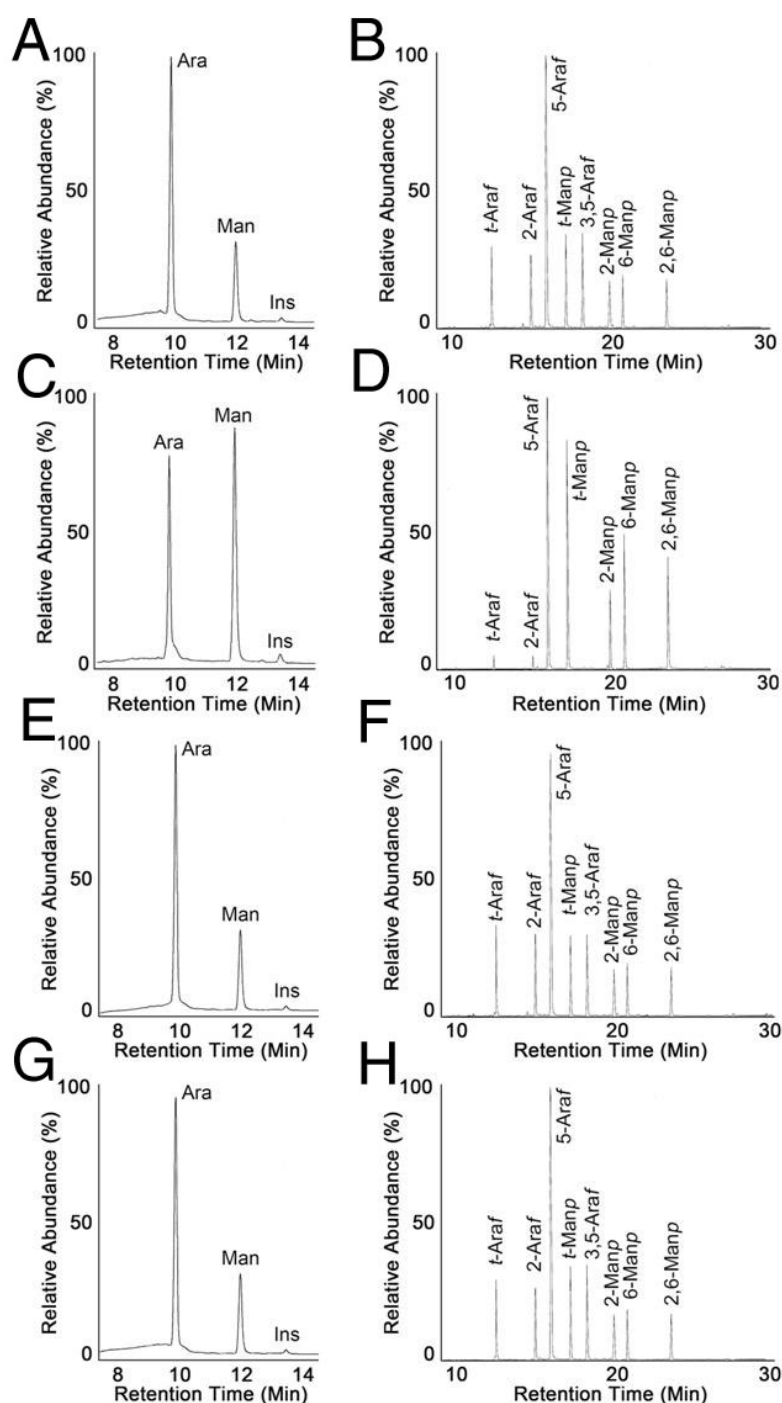 A
Relative Abundance (%)
100
50
0
Ara
Man
Ins
8 10 12 14
Retention Time (Min)
B
Relative Abundance (%)
100
50
0
t-Araf
2-Araf
5-Araf
t-Manp
3,5-Araf
2-Manp
6-Manp
2,6-Manp
10 20 30
Retention Time (Min)
C
Relative Abundance (%)
100
50
0
Ara
Man
Ins
8 10 12 14
Retention Time (Min)
D
Relative Abundance (%)
100
50
0
t-Araf
2-Araf
5-Araf
t-Manp
2-Manp
6-Manp
2,6-Manp
10 20 30
Retention Time (Min)
E
Relative Abundance (%)
100
50
0
Ara
Man
Ins
8 10 12 14
Retention Time (Min)
F
Relative Abundance (%)
100
50
0
t-Araf
2-Araf
5-Araf
t-Manp
3,5-Araf
2-Manp
6-Manp
2,6-Manp
10 20 30
Retention Time (Min)
G
Relative Abundance (%)
100
50
0
Ara
Man
Ins
8 10 12 14
Retention Time (Min)
H
Relative Abundance (%)
100
50
0
t-Araf
2-Araf
5-Araf
t-Manp
3,5-Araf
2-Manp
6-Manp
2,6-Manp
10 20 30
Retention Time (Min)